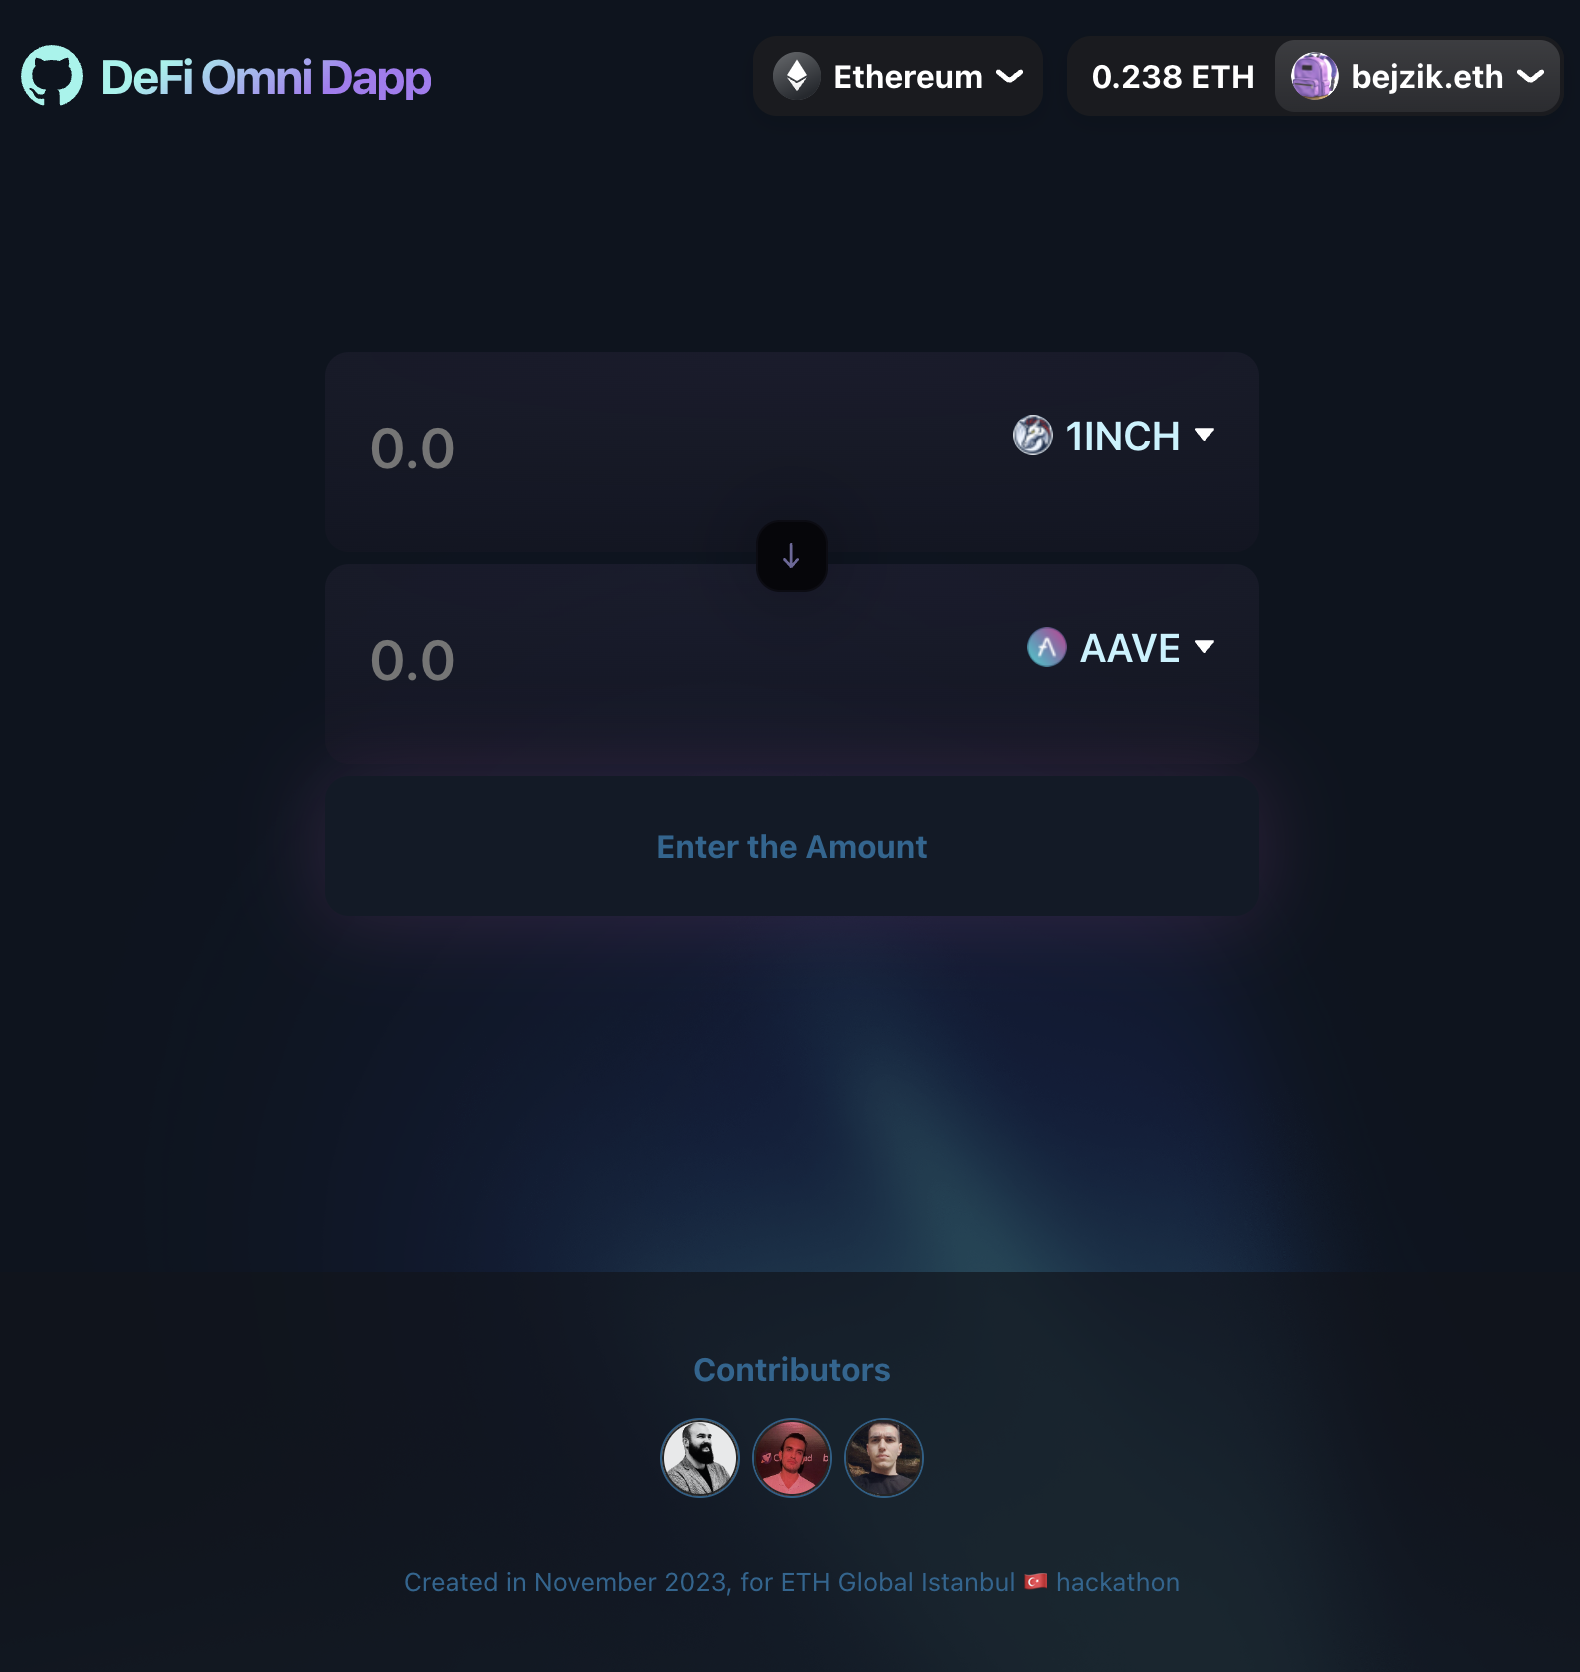 DeFi Omni Dapp
Ethereum
0.238 ETH
bejzik.eth
0.0
1INCH
0.0
AAVE
Enter the Amount
Contributors
Created in November 2023, for ETH Global Istanbul 🇹🇷 hackathon